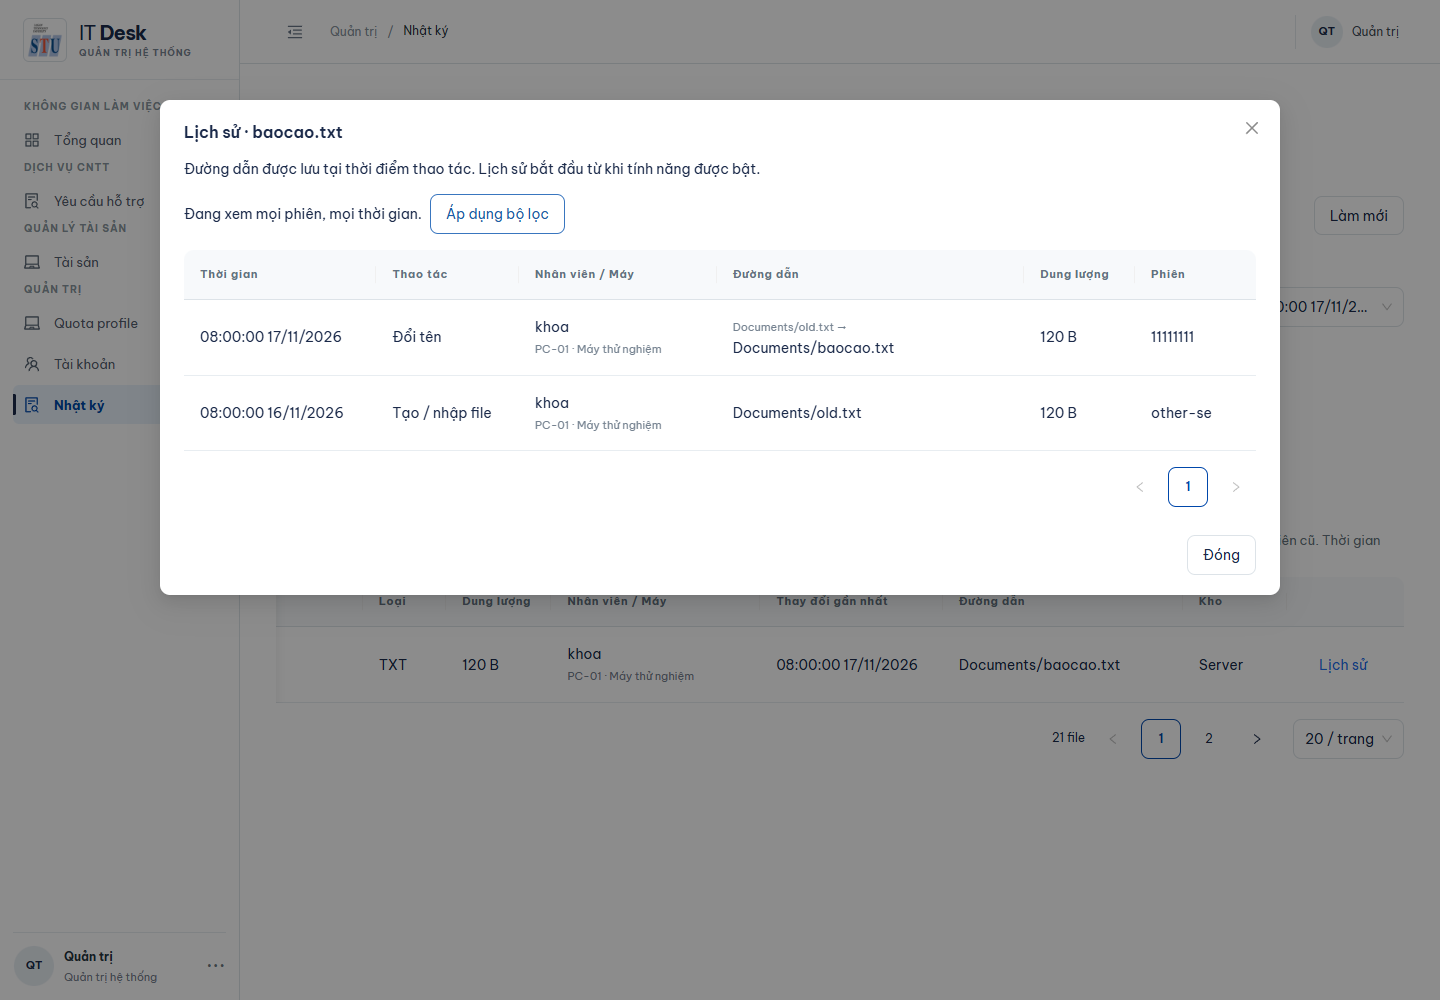 STU
IT Desk
QUẢN TRỊ HỆ THỐNG
Quản trị / Nhật ký
QT Quản trị
KHÔNG GIAN LÀM VIỆC
Tổng quan
DỊCH VỤ CNTT
Yêu cầu hỗ trợ
QUẢN LÝ TÀI SẢN
Tài sản
QUẢN TRỊ
Quota profile
Tài khoản
Nhật ký
Làm mới
0:00 17/11/2...
Lịch sử · baocao.txt
Đường dẫn được lưu tại thời điểm thao tác. Lịch sử bắt đầu từ khi tính năng được bật.
Đang xem mọi phiên, mọi thời gian. Áp dụng bộ lọc
Thời gian Thao tác Nhân viên / Máy Đường dẫn Dung lượng Phiên
08:00:00 17/11/2026 Đổi tên khoa PC-01 · Máy thử nghiệm Documents/old.txt → Documents/baocao.txt 120 B 11111111
08:00:00 16/11/2026 Tạo / nhập file khoa PC-01 · Máy thử nghiệm Documents/old.txt 120 B other-se
1
Đóng
ên cũ. Thời gian
Loại Dung lượng Nhân viên / Máy Thay đổi gần nhất Đường dẫn Kho
TXT 120 B khoa PC-01 · Máy thử nghiệm 08:00:00 17/11/2026 Documents/baocao.txt Server Lịch sử
21 file 1 2 20 / trang
QT Quản trị
Quản trị hệ thống